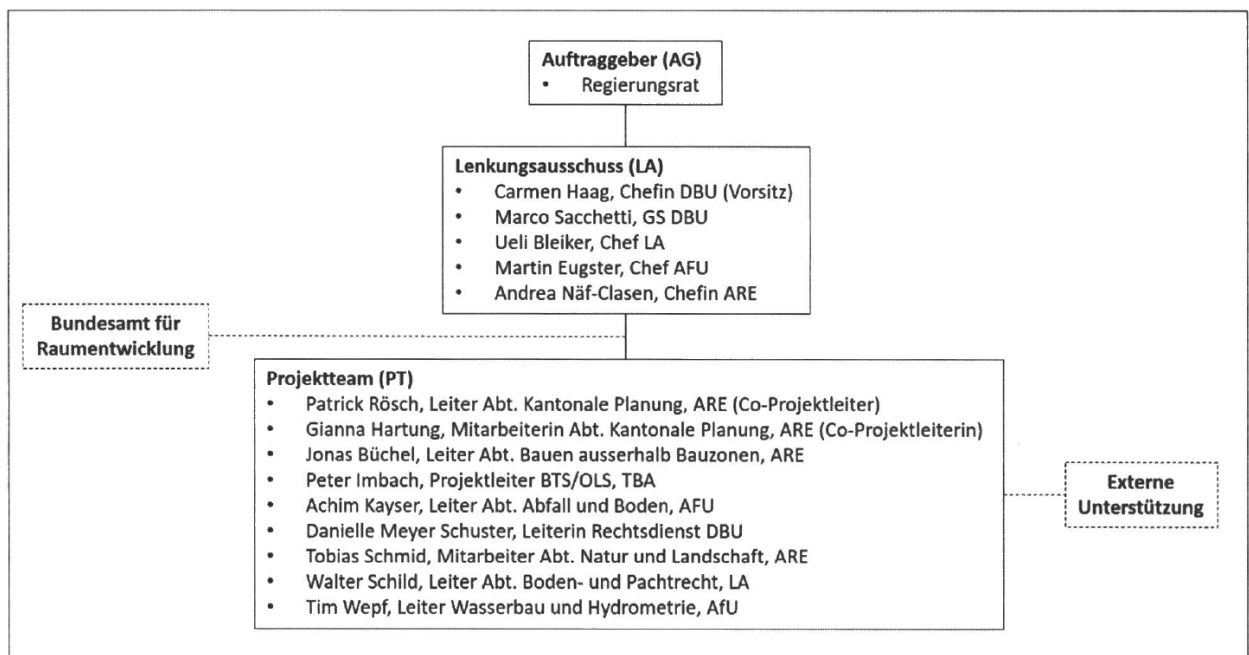 Auftraggeber (AG)
• Regierungsrat
Lenkungsausschuss (LA)
• Carmen Haag, Chefin DBU (Vorsitz)
• Marco Sacchetti, GS DBU
• Ueli Bleiker, Chef LA
• Martin Eugster, Chef AFU
• Andrea Näf-Clasen, Chefin ARE
Bundesamt für
Raumentwicklung
Projektteam (PT)
• Patrick Rösch, Leiter Abt. Kantonale Planung, ARE (Co-Projektleiter)
• Gianna Hartung, Mitarbeiterin Abt. Kantonale Planung, ARE (Co-Projektleiterin)
• Jonas Büchel, Leiter Abt. Bauen ausserhalb Bauzonen, ARE
• Peter Imbach, Projektleiter BTS/OLS, TBA
• Achim Kayser, Leiter Abt. Abfall und Boden, AFU
• Danielle Meyer Schuster, Leiterin Rechtsdienst DBU
• Tobias Schmid, Mitarbeiter Abt. Natur und Landschaft, ARE
• Walter Schild, Leiter Abt. Boden- und Pachtrecht, LA
• Tim Wepf, Leiter Wasserbau und Hydrometrie, AfU
Externe
Unterstützung